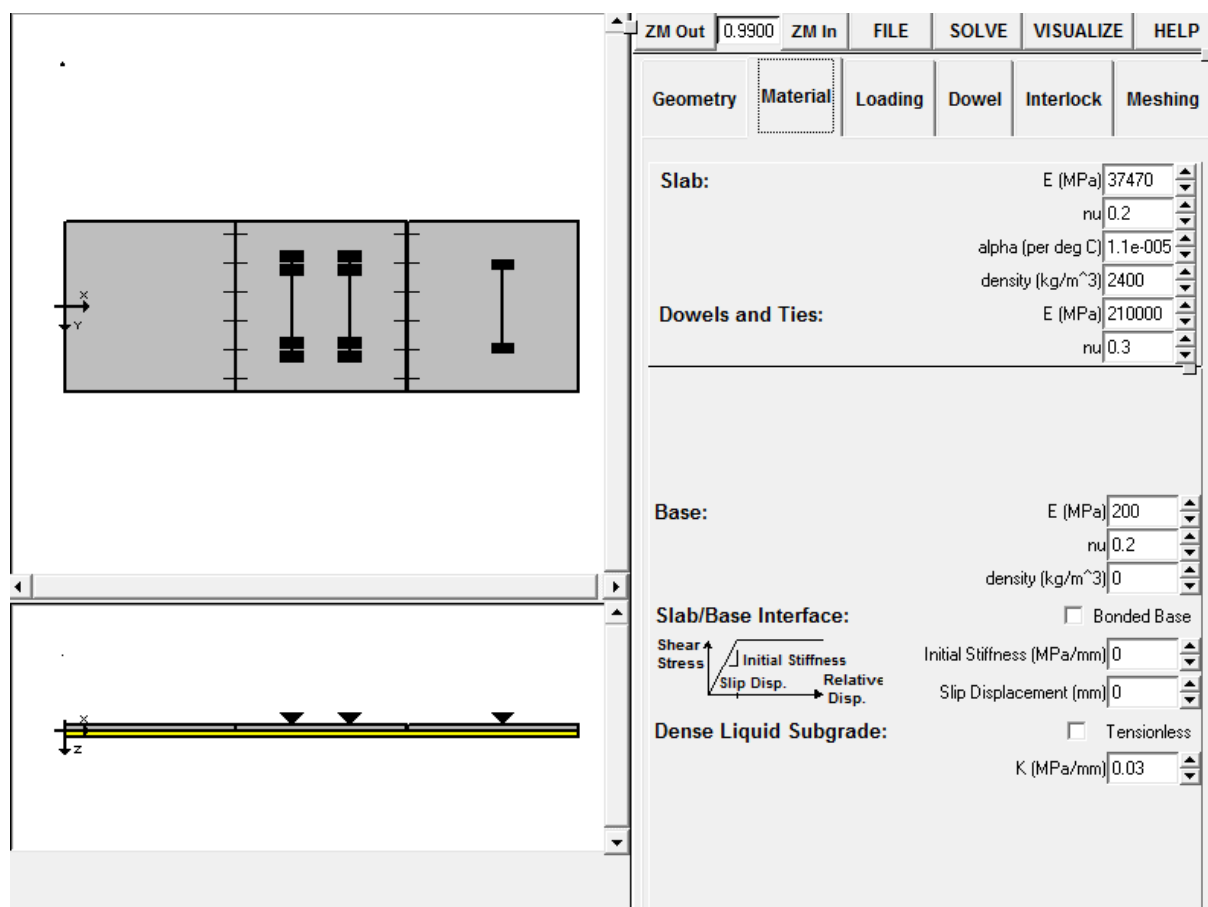 ZM Out 0.9900 ZM In FILE SOLVE VISUALIZE HELP
Geometry Material Loading Dowel Interlock Meshing
Slab: E (MPa) 37470
nu 0.2
alpha (per deg C) 1.1e-005
density (kg/m^3) 2400
Dowels and Ties: E (MPa) 210000
nu 0.3
Base: E (MPa) 200
nu 0.2
density (kg/m^3) 0
Slab/Base Interface: Bonded Base
Shear
Stress
Initial Stiffness
Slip Disp.
Relative
Disp.
Initial Stiffness (MPa/mm) 0
Slip Displacement (mm) 0
Dense Liquid Subgrade: Tensionless
K (MPa/mm) 0.03
X
Y
X
Z